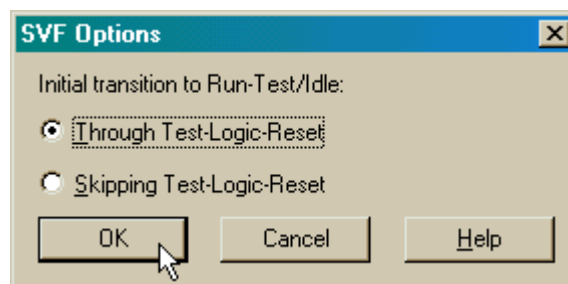 SVF Options
Initial transition to Run-Test/Idle:
Through Test-Logic-Reset
Skipping Test-Logic-Reset
OK Cancel Help